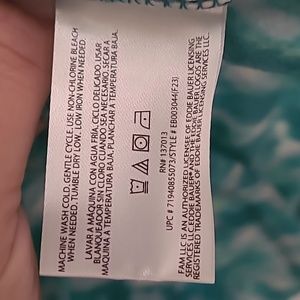 MACHINE WASH COLD, GENTLE CYCLE, USE NON-CHLORINE BLEACH
WHEN NEEDED, TUMBLE DRY LOW, LOW IRON WHEN NEEDED
LAVAR A MÁQUINA CON AGUA FRÍA, CICLO DELICADO, USAR
BLANQUEADOR SIN CLORO CUANDO SEA NECESARIO, SECAR A
MÁQUINA A TEMPERATURA BAJA, PLANCHAR A TEMPERATURA BAJA.
RN# 137013
UPC # 719H0855073/STYLE # EB003044(F23)
FAM LLC IS AUTHORIZED LICENSEE OF EDDIE BAUER LICENSING
SERVICES LLC. EDDIE BAUER® AND THE EDDIE BAUER LOGOS ARE THE
REGISTERED TRADEMARKS OF EDDIE BAUER LICENSING
SERVICES LLC.